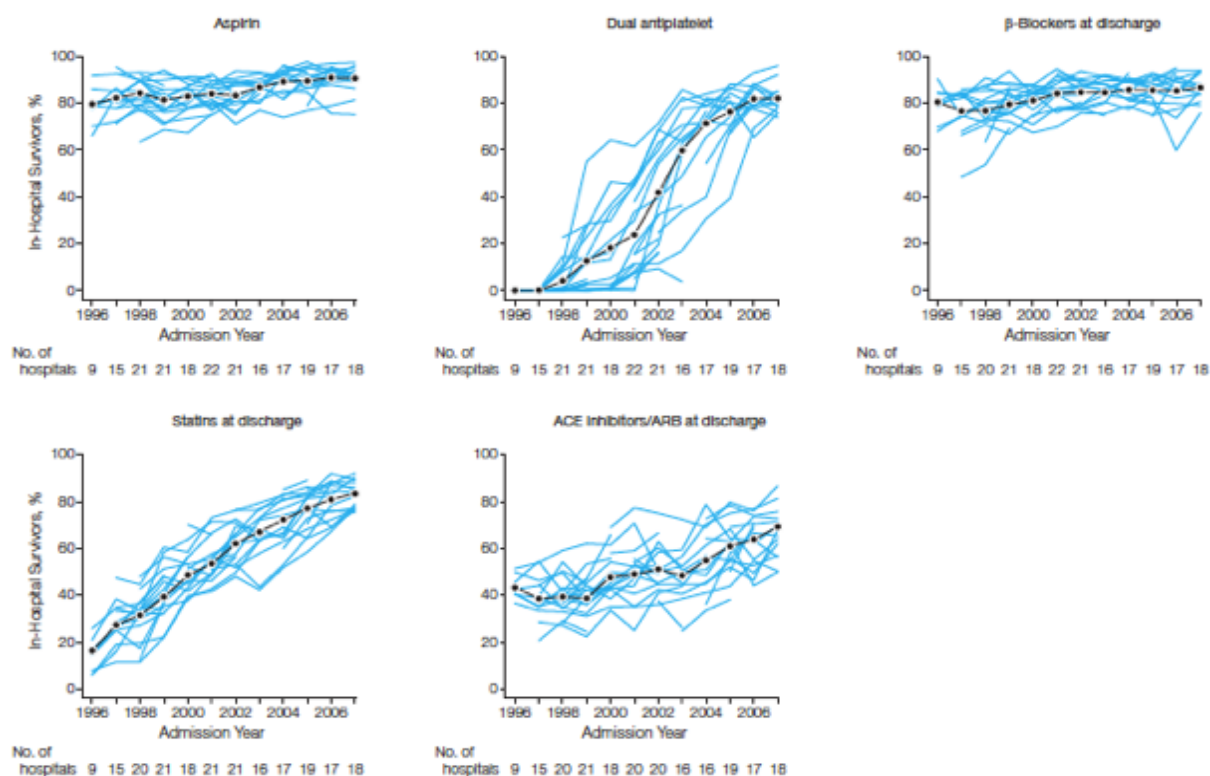 Aspirin
In-Hospital Survivors, %
100
80
60
40
20
0
1996 1998 2000 2002 2004 2006
Admission Year
No. of
hospitals 9 15 21 21 18 22 21 16 17 19 17 18
Dual antiplatelet
100
80
60
40
20
0
1996 1998 2000 2002 2004 2006
Admission Year
No. of
hospitals 9 15 21 21 18 22 21 16 17 19 17 18
β-Blockers at discharge
100
80
60
40
20
0
1996 1998 2000 2002 2004 2006
Admission Year
No. of
hospitals 9 15 20 21 18 22 21 16 17 19 17 18
Statins at discharge
In-Hospital Survivors, %
100
80
60
40
20
0
1996 1998 2000 2002 2004 2006
Admission Year
No. of
hospitals 9 15 20 21 18 21 21 16 17 19 17 18
ACE Inhibitors/ARB at discharge
100
80
60
40
20
0
1996 1998 2000 2002 2004 2006
Admission Year
No. of
hospitals 9 15 20 21 18 20 20 16 16 19 17 18